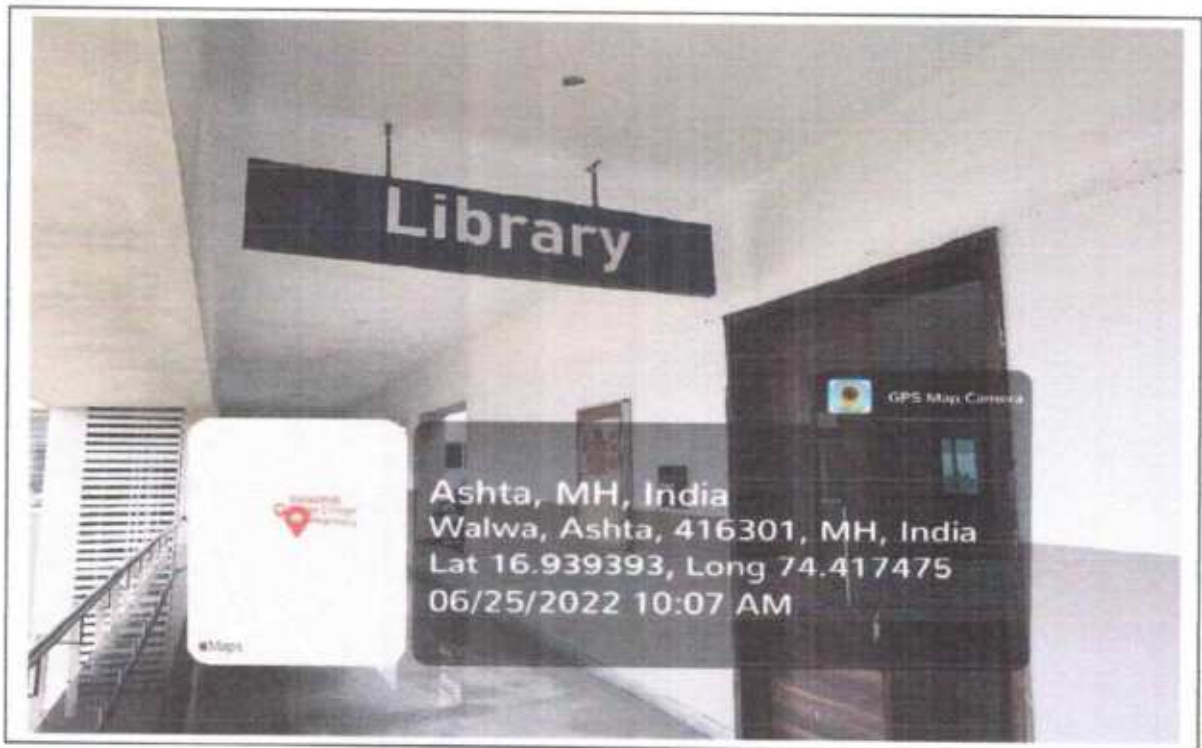 Library
GPS Map Camera
Ashta, MH, India
Walwa, Ashta, 416301, MH, India
Lat 16.939393, Long 74.417475
06/25/2022 10:07 AM
Maps